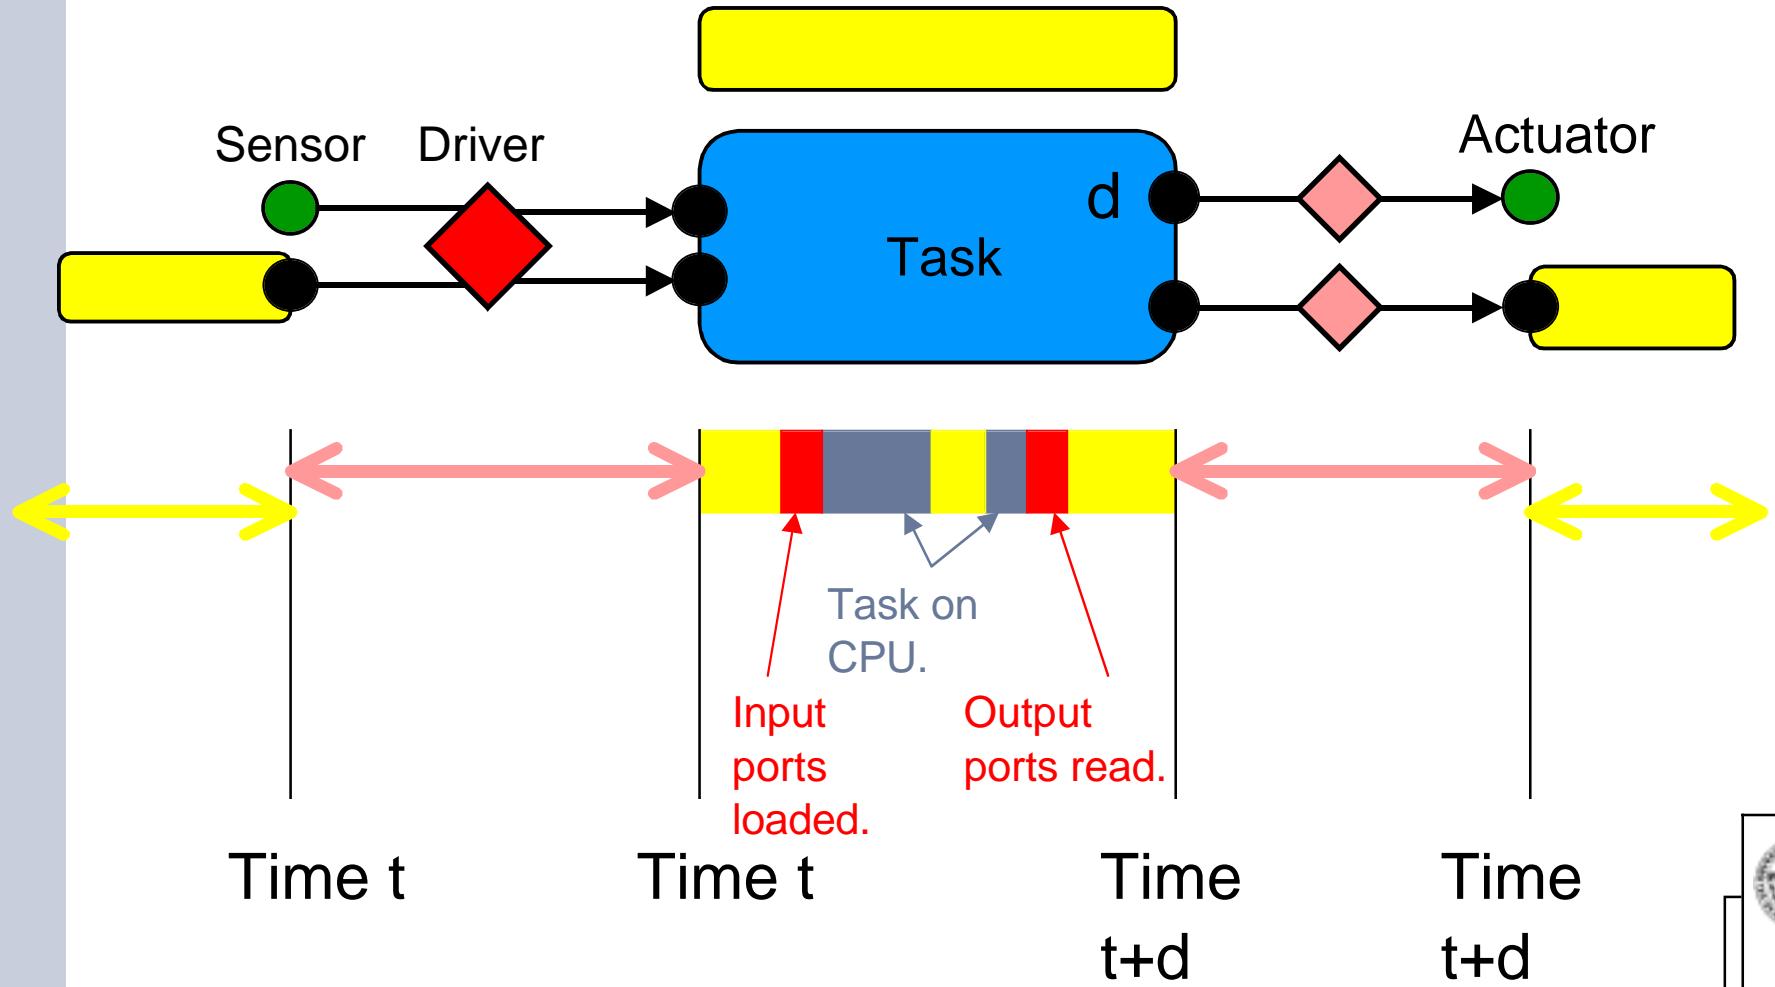 Sensor
Driver
Actuator
d
Task
Task on
CPU.
Input
ports
loaded.
Output
ports read.
Time t
Time t
Time
t+d
Time
t+d